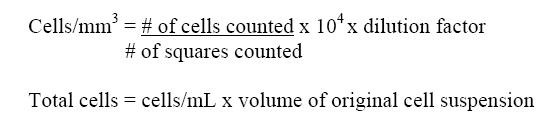 Cells/mm³ = # of cells counted x 10⁴ x dilution factor
# of squares counted
Total cells = cells/mL x volume of original cell suspension